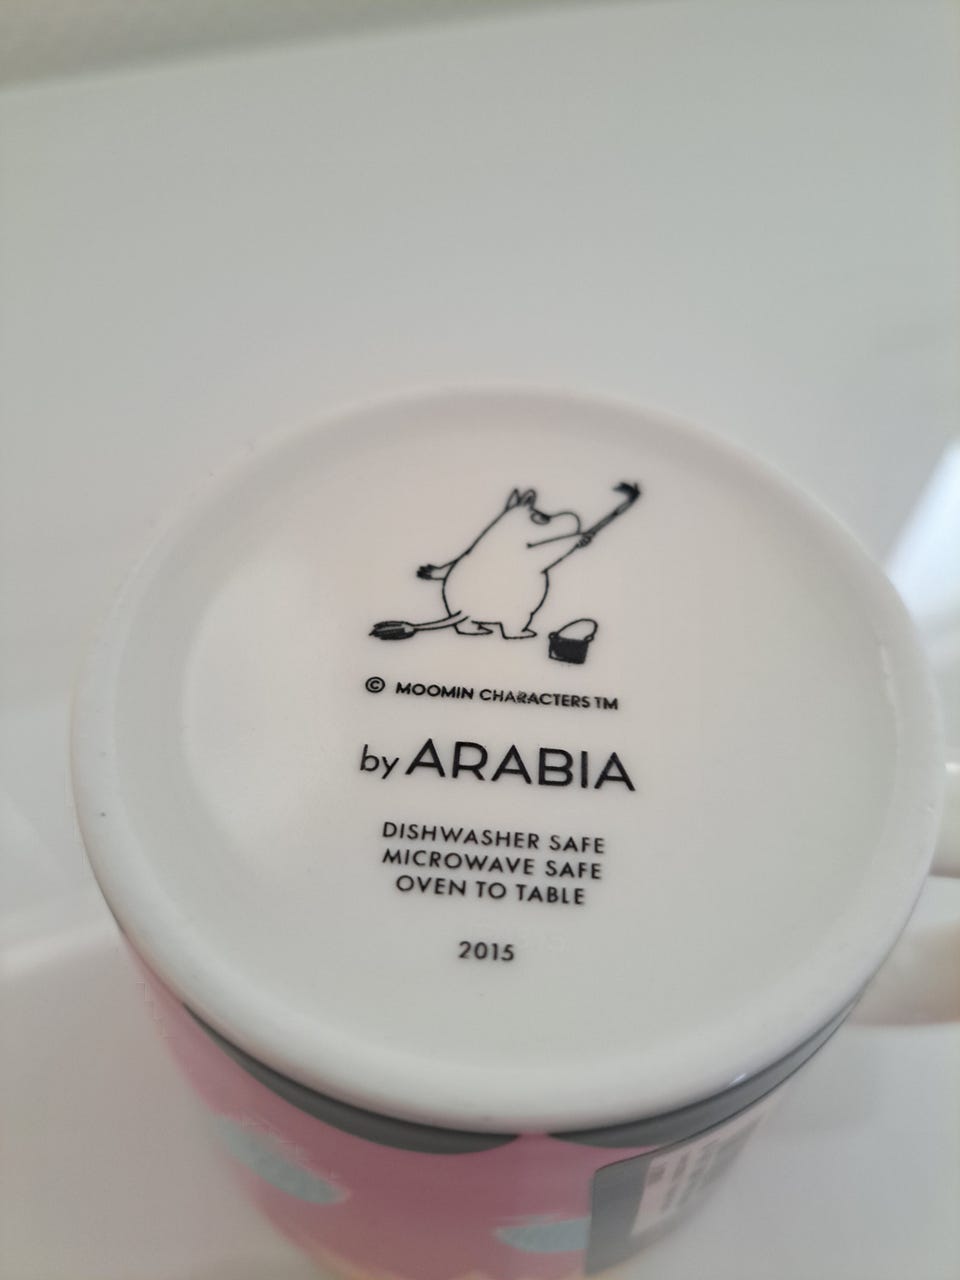 © MOOMIN CHARACTERS TM
by ARABIA
DISHWASHER SAFE
MICROWAVE SAFE
OVEN TO TABLE
2015